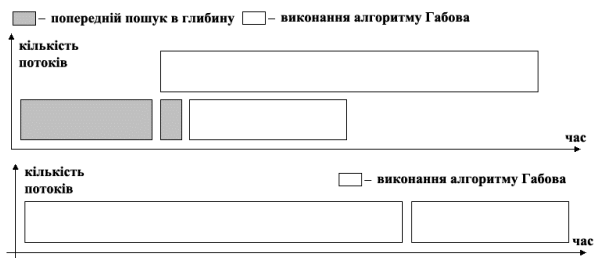 – попередній пошук в глибину – виконання алгоритму Габова
кількість
потоків
час
кількість
потоків
– виконання алгоритму Габова
час